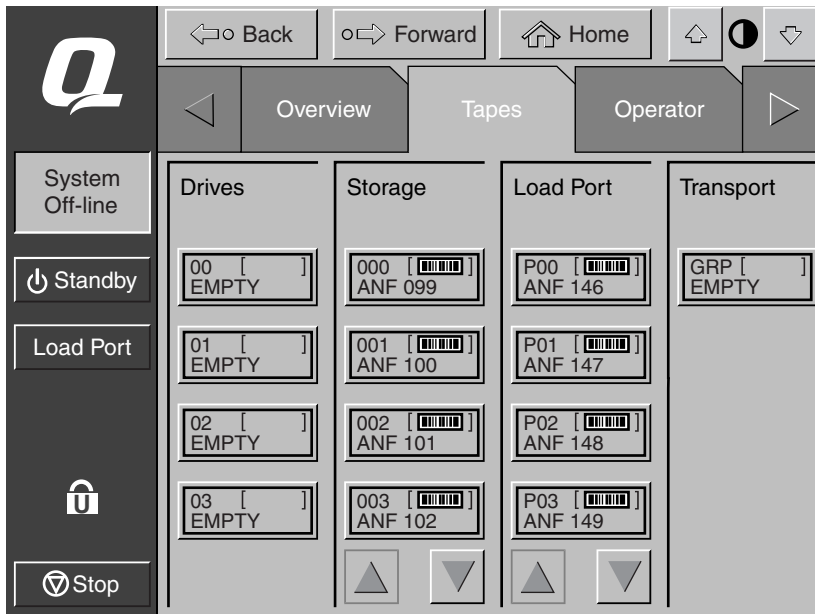 Q
Back
Forward
Home
Overview
Tapes
Operator
System
Off-line
Standby
Load Port
U
Stop
Drives
00 [ ]
EMPTY
01 [ ]
EMPTY
02 [ ]
EMPTY
03 [ ]
EMPTY
Storage
000 [ ]
ANF 099
001 [ ]
ANF 100
002 [ ]
ANF 101
003 [ ]
ANF 102
Load Port
P00 [ ]
ANF 146
P01 [ ]
ANF 147
P02 [ ]
ANF 148
P03 [ ]
ANF 149
Transport
GRP [ ]
EMPTY